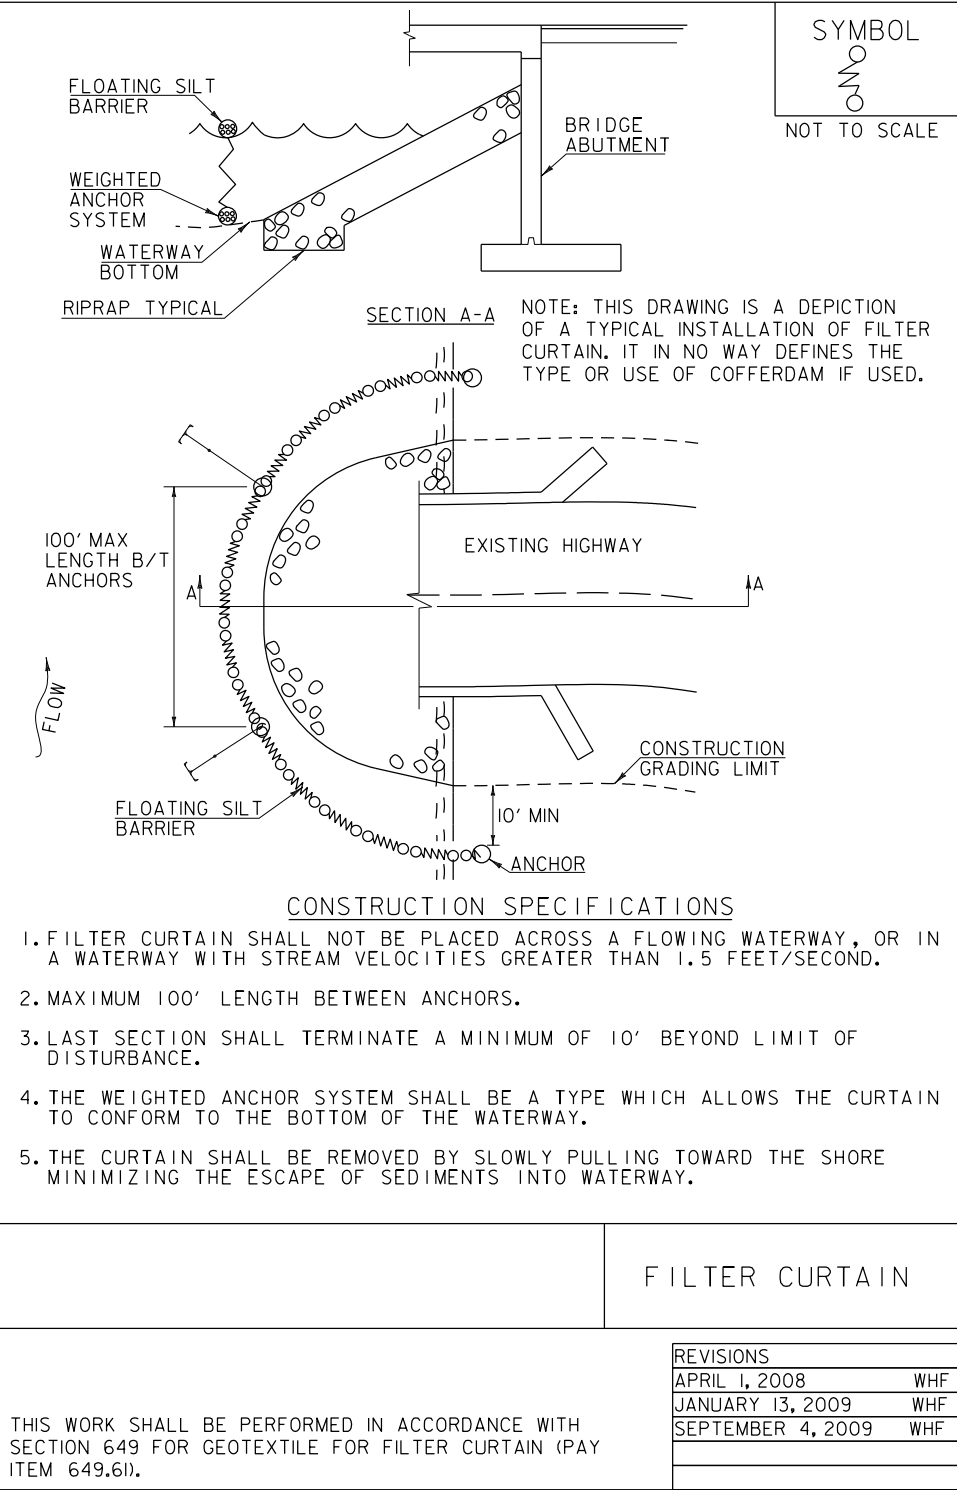 SYMBOL
NOT TO SCALE
FLOATING SILT
BARRIER
BRIDGE
ABUTMENT
WEIGHTED
ANCHOR
SYSTEM
WATERWAY
BOTTOM
RIPRAP TYPICAL
SECTION A-A
NOTE: THIS DRAWING IS A DEPICTION
OF A TYPICAL INSTALLATION OF FILTER
CURTAIN. IT IN NO WAY DEFINES THE
TYPE OR USE OF COFFERDAM IF USED.
100' MAX
LENGTH B/T
ANCHORS
EXISTING HIGHWAY
A
A
FLOW
CONSTRUCTION
GRADING LIMIT
FLOATING SILT
BARRIER
10' MIN
ANCHOR
CONSTRUCTION SPECIFICATIONS
1. FILTER CURTAIN SHALL NOT BE PLACED ACROSS A FLOWING WATERWAY, OR IN
A WATERWAY WITH STREAM VELOCITIES GREATER THAN 1.5 FEET/SECOND.
2. MAXIMUM 100' LENGTH BETWEEN ANCHORS.
3. LAST SECTION SHALL TERMINATE A MINIMUM OF 10' BEYOND LIMIT OF
DISTURBANCE.
4. THE WEIGHTED ANCHOR SYSTEM SHALL BE A TYPE WHICH ALLOWS THE CURTAIN
TO CONFORM TO THE BOTTOM OF THE WATERWAY.
5. THE CURTAIN SHALL BE REMOVED BY SLOWLY PULLING TOWARD THE SHORE
MINIMIZING THE ESCAPE OF SEDIMENTS INTO WATERWAY.
FILTER CURTAIN
REVISIONS
APRIL 1, 2008 WHF
JANUARY 13, 2009 WHF
SEPTEMBER 4, 2009 WHF
THIS WORK SHALL BE PERFORMED IN ACCORDANCE WITH
SECTION 649 FOR GEOTEXTILE FOR FILTER CURTAIN (PAY
ITEM 649.61).